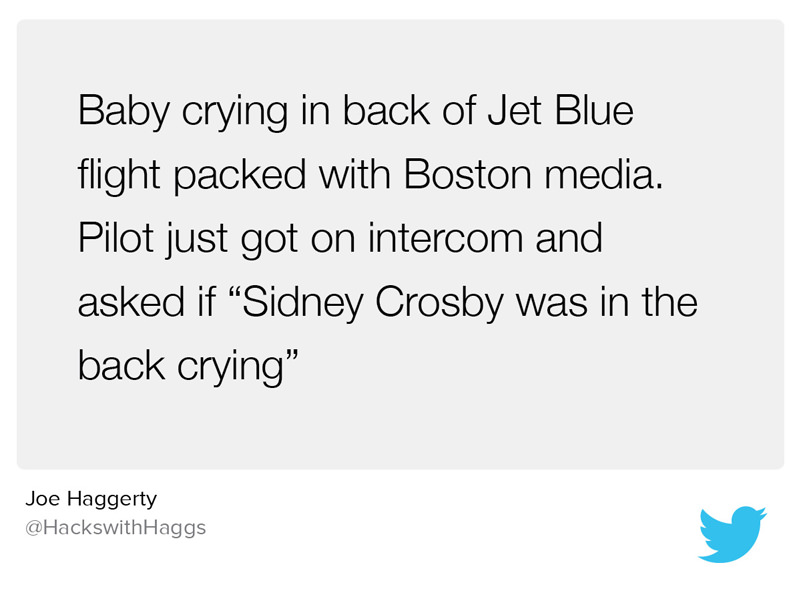 Baby crying in back of Jet Blue
flight packed with Boston media.
Pilot just got on intercom and
asked if “Sidney Crosby was in the
back crying”
Joe Haggerty
@HackswithHaggs